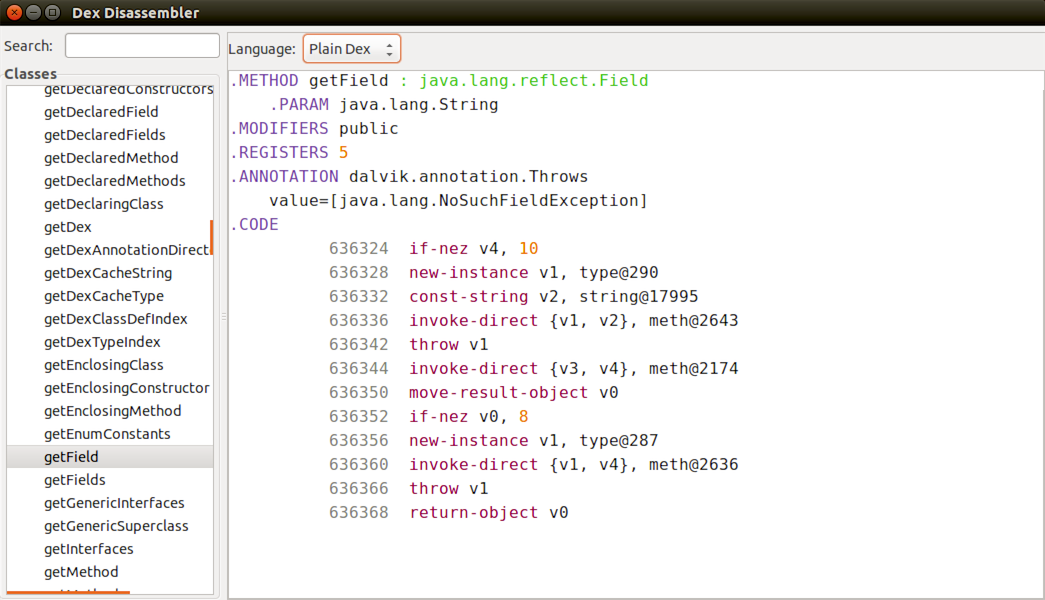 Dex Disassembler
Search:
Language: Plain Dex
Classes
getDeclaredConstructors
getDeclaredField
getDeclaredFields
getDeclaredMethod
getDeclaredMethods
getDeclaringClass
getDex
getDexAnnotationDirect
getDexCacheString
getDexCacheType
getDexClassDefIndex
getDexTypeIndex
getEnclosingClass
getEnclosingConstructor
getEnclosingMethod
getEnumConstants
getField
getFields
getGenericInterfaces
getGenericSuperclass
getInterfaces
getMethod
.METHOD getField : java.lang.reflect.Field
.PARAM java.lang.String
.MODIFIERS public
.REGISTERS 5
.ANNOTATION dalvik.annotation.Throws
value=[java.lang.NoSuchFieldException]
.CODE
636324 if-nez v4, 10
636328 new-instance v1, type@290
636332 const-string v2, string@17995
636336 invoke-direct {v1, v2}, meth@2643
636342 throw v1
636344 invoke-direct {v3, v4}, meth@2174
636350 move-result-object v0
636352 if-nez v0, 8
636356 new-instance v1, type@287
636360 invoke-direct {v1, v4}, meth@2636
636366 throw v1
636368 return-object v0